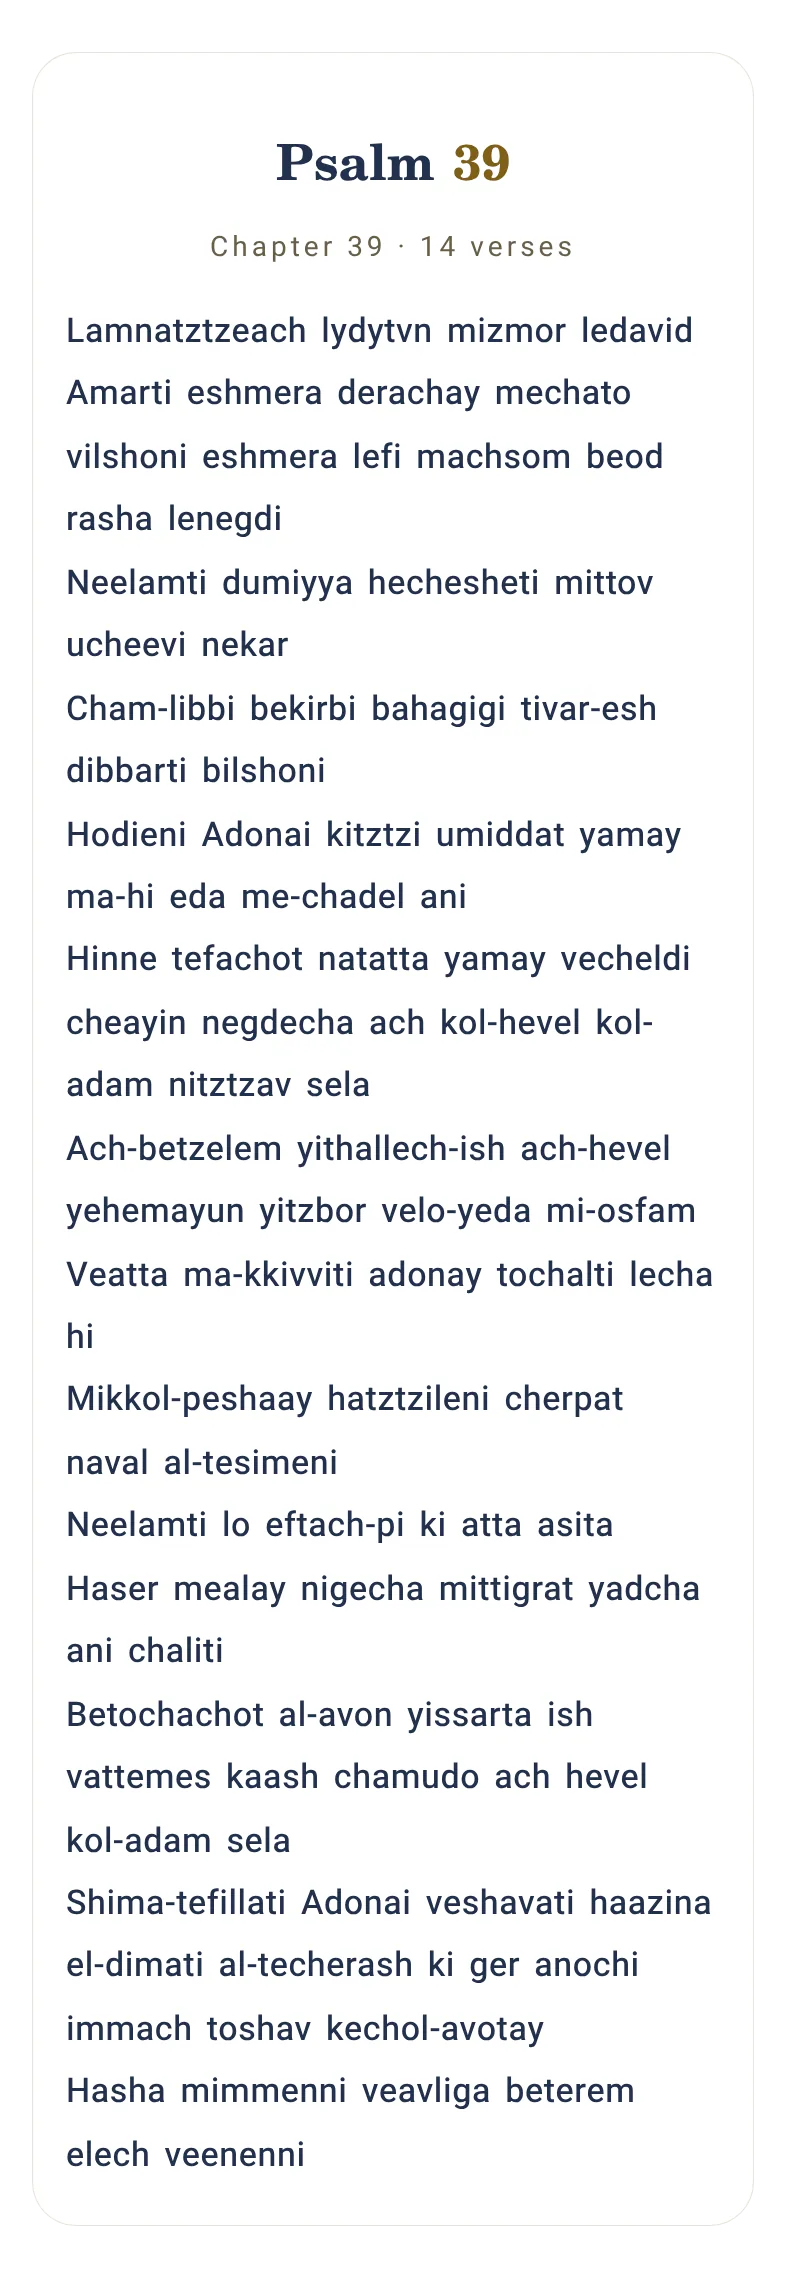 Psalm 39
Chapter 39 · 14 verses
Lamnatztzeach lydytvn mizmor ledavid
Amarti eshmera derachay mechato
vilshoni eshmera lefi machsom beod
rasha lenegdi
Neelamti dumiyya hechesheti mittov
ucheevi nekar
Cham-libbi bekirbi bahagigi tivar-esh
dibbarti bilshoni
Hodieni Adonai kitztzi umiddat yamay
ma-hi eda me-chadel ani
Hinne tefachot natatta yamay vecheldi
cheayin negdecha ach kol-hevel kol-
adam nitztzav sela
Ach-betzelem yithallech-ish ach-hevel
yehemayun yitzbor velo-yeda mi-osfam
Veatta ma-kkivviti adonay tochalti lecha
hi
Mikkol-peshaay hatztzileni cherpat
naval al-tesimeni
Neelamti lo eftach-pi ki atta asita
Haser mealay nigecha mittigrat yadcha
ani chaliti
Betochachot al-avon yissarta ish
vattemes kaash chamudo ach hevel
kol-adam sela
Shima-tefillati Adonai veshavati haazina
el-dimati al-techerash ki ger anochi
immach toshav kechol-avotay
Hasha mimmenni veavliga beterem
elech veenenni